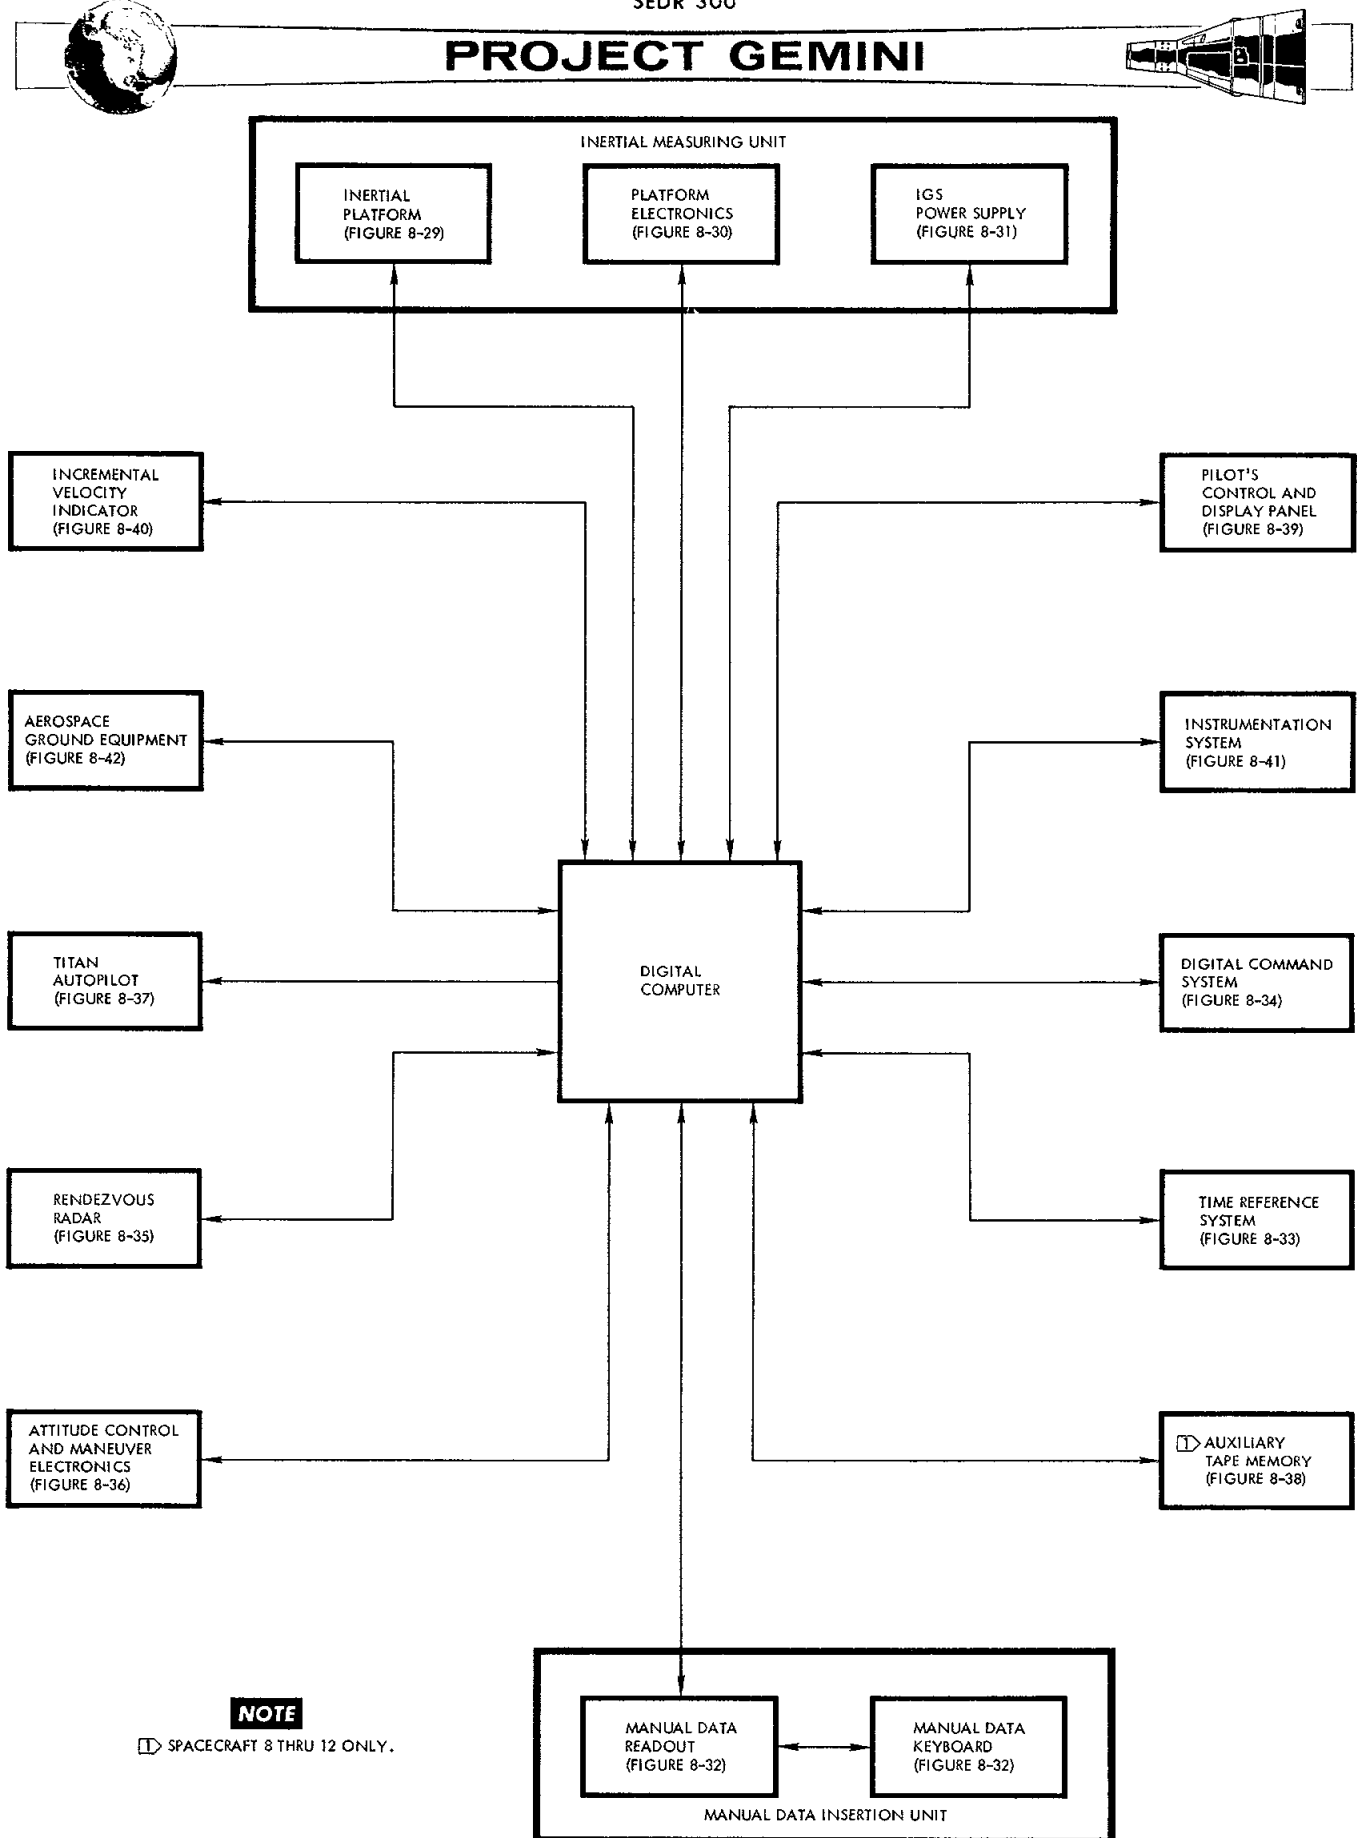 SEDR 300
PROJECT GEMINI
INERTIAL MEASURING UNIT
INERTIAL
PLATFORM
(FIGURE 8-29)
PLATFORM
ELECTRONICS
(FIGURE 8-30)
IGS
POWER SUPPLY
(FIGURE 8-31)
INCREMENTAL
VELOCITY
INDICATOR
(FIGURE 8-40)
PILOT'S
CONTROL AND
DISPLAY PANEL
(FIGURE 8-39)
AEROSPACE
GROUND EQUIPMENT
(FIGURE 8-42)
INSTRUMENTATION
SYSTEM
(FIGURE 8-41)
TITAN
AUTOPILOT
(FIGURE 8-37)
DIGITAL
COMPUTER
DIGITAL COMMAND
SYSTEM
(FIGURE 8-34)
RENDEZVOUS
RADAR
(FIGURE 8-35)
TIME REFERENCE
SYSTEM
(FIGURE 8-33)
ATTITUDE CONTROL
AND MANEUVER
ELECTRONICS
(FIGURE 8-36)
1 AUXILIARY
TAPE MEMORY
(FIGURE 8-38)
NOTE
1 SPACECRAFT 8 THRU 12 ONLY.
MANUAL DATA
READOUT
(FIGURE 8-32)
MANUAL DATA
KEYBOARD
(FIGURE 8-32)
MANUAL DATA INSERTION UNIT